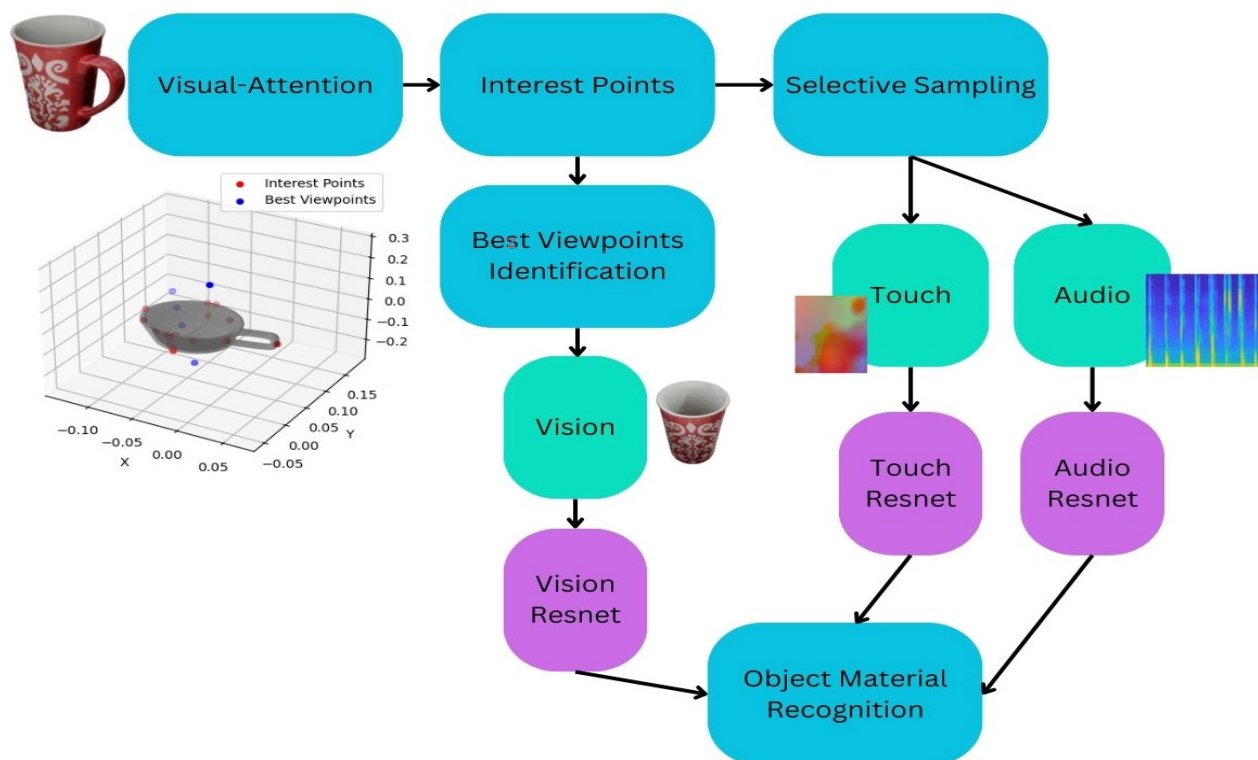 Visual-Attention
Interest Points
Selective Sampling
Interest Points
Best Viewpoints
Best Viewpoints
Identification
Touch
Audio
0.3
0.2
0.1
0.0
−0.1
−0.2
0.15
0.10
0.05
0.00
−0.05
Y
−0.10
−0.05
0.00
0.05
X
Vision
Touch
Resnet
Audio
Resnet
Vision
Resnet
Object Material
Recognition